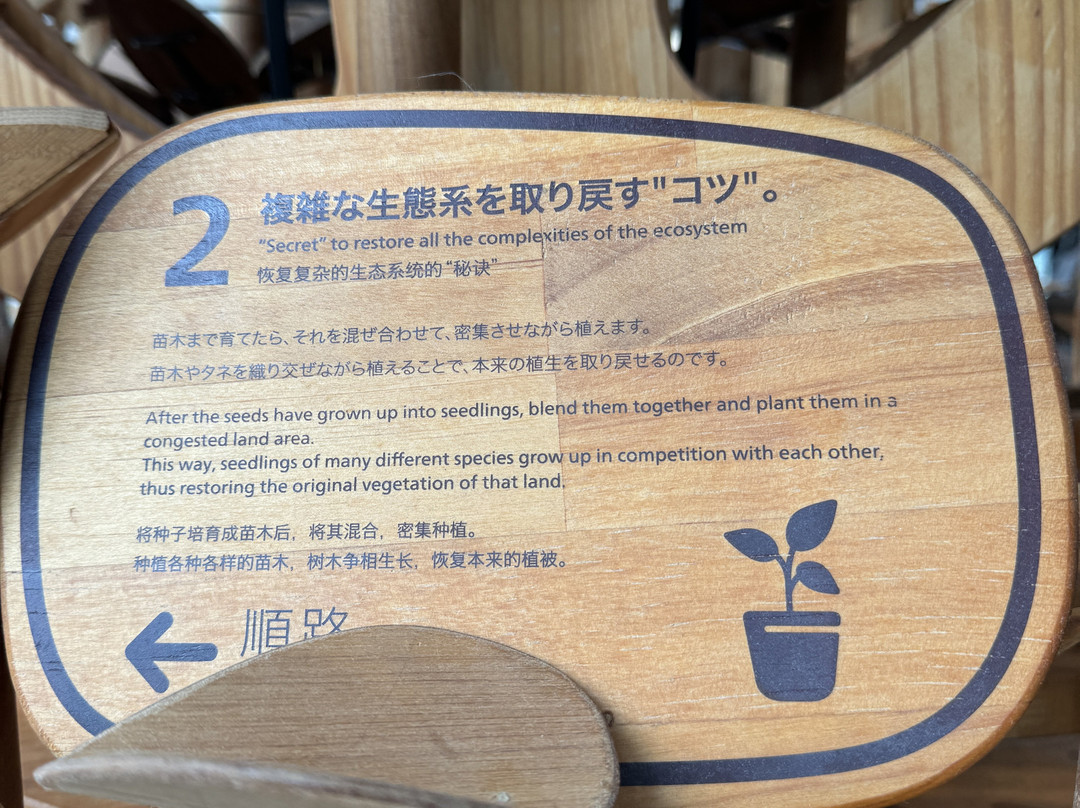 2
複雑な生態系を取り戻す"コツ"。
“Secret” to restore all the complexities of the ecosystem
恢复复杂的生态系统的“秘诀”
苗木まで育てたら、それを混ぜ合わせて、密集させながら植えます。
苗木やタネを織り交ぜながら植えることで、本来の植生を取り戻せるのです。
After the seeds have grown up into seedlings, blend them together and plant them in a
congested land area.
This way, seedlings of many different species grow up in competition with each other,
thus restoring the original vegetation of that land.
将种子培育成苗木后，将其混合，密集种植。
种植各种各样的苗木，树木争相生长，恢复本来的植被。
順路